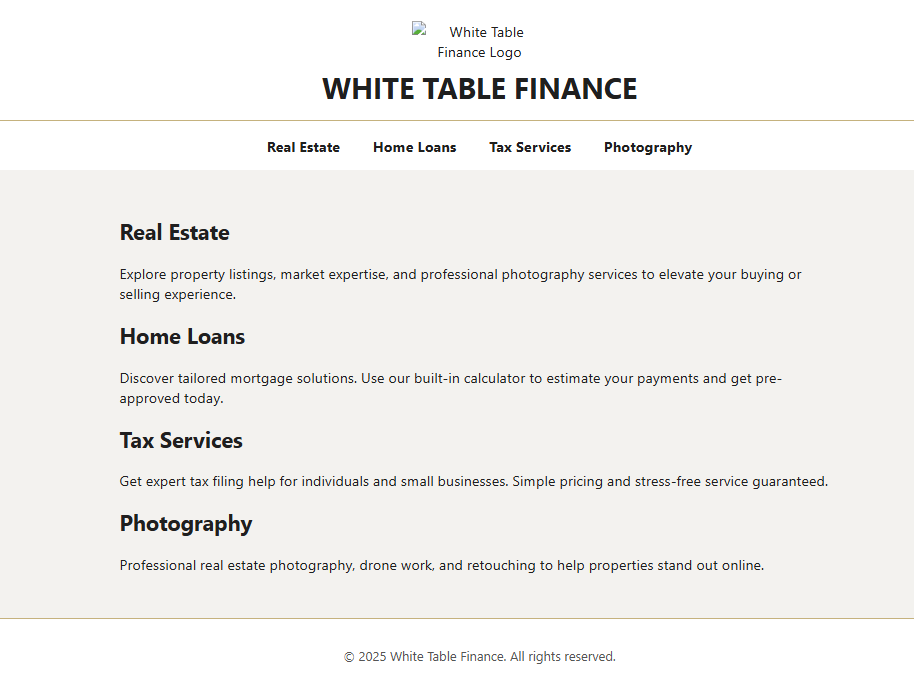 White Table
Finance Logo
WHITE TABLE FINANCE
Real Estate Home Loans Tax Services Photography
Real Estate
Explore property listings, market expertise, and professional photography services to elevate your buying or
selling experience.
Home Loans
Discover tailored mortgage solutions. Use our built-in calculator to estimate your payments and get pre-
approved today.
Tax Services
Get expert tax filing help for individuals and small businesses. Simple pricing and stress-free service guaranteed.
Photography
Professional real estate photography, drone work, and retouching to help properties stand out online.
© 2025 White Table Finance. All rights reserved.